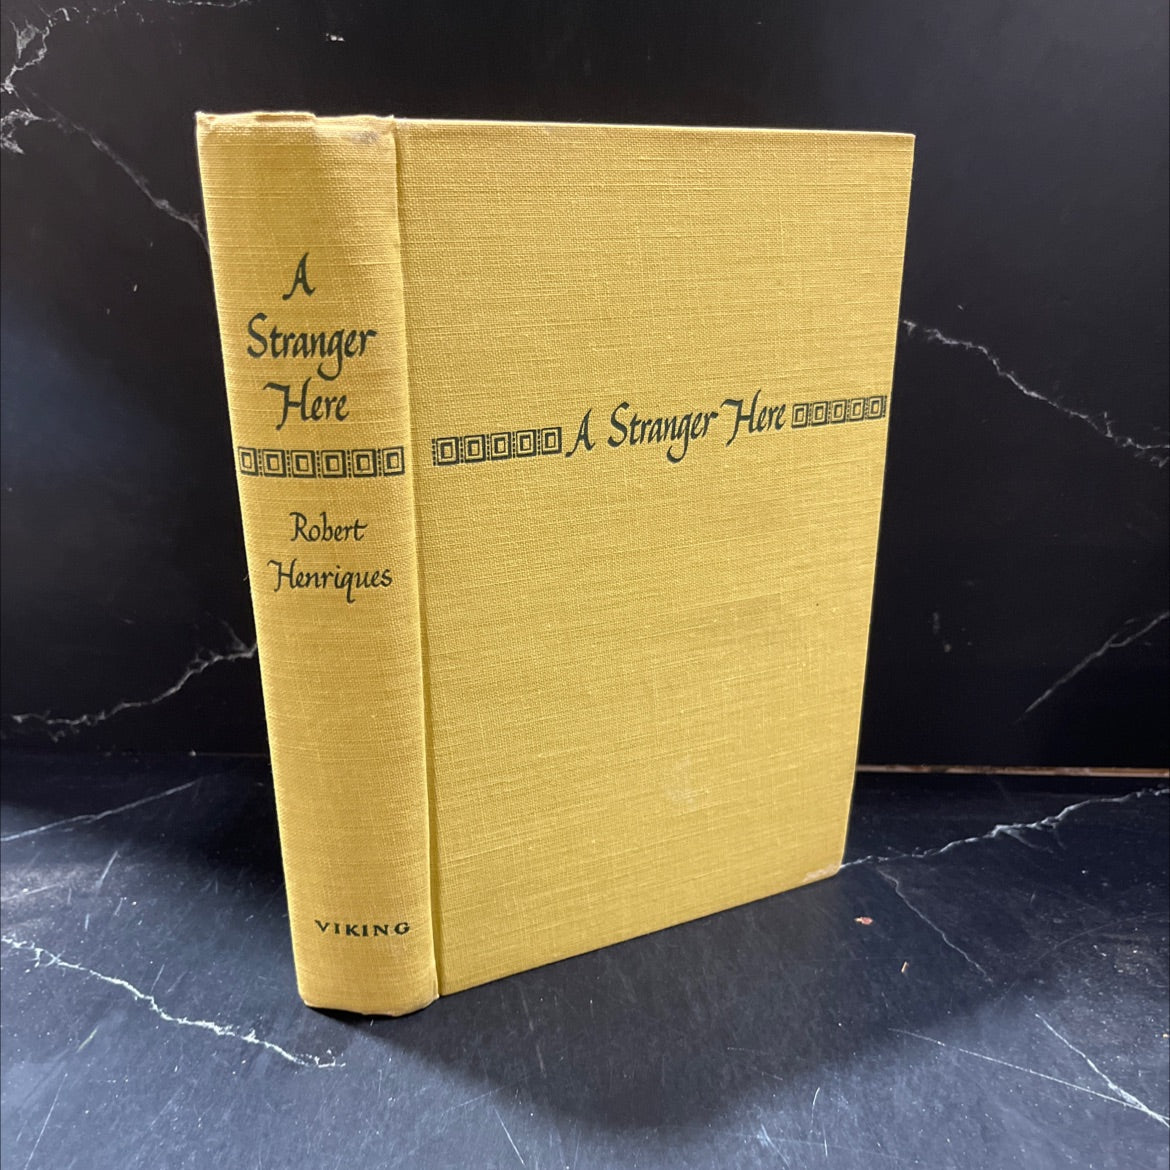 A
Stranger
Here
Robert
Henriques
VIKING
A Stranger Here